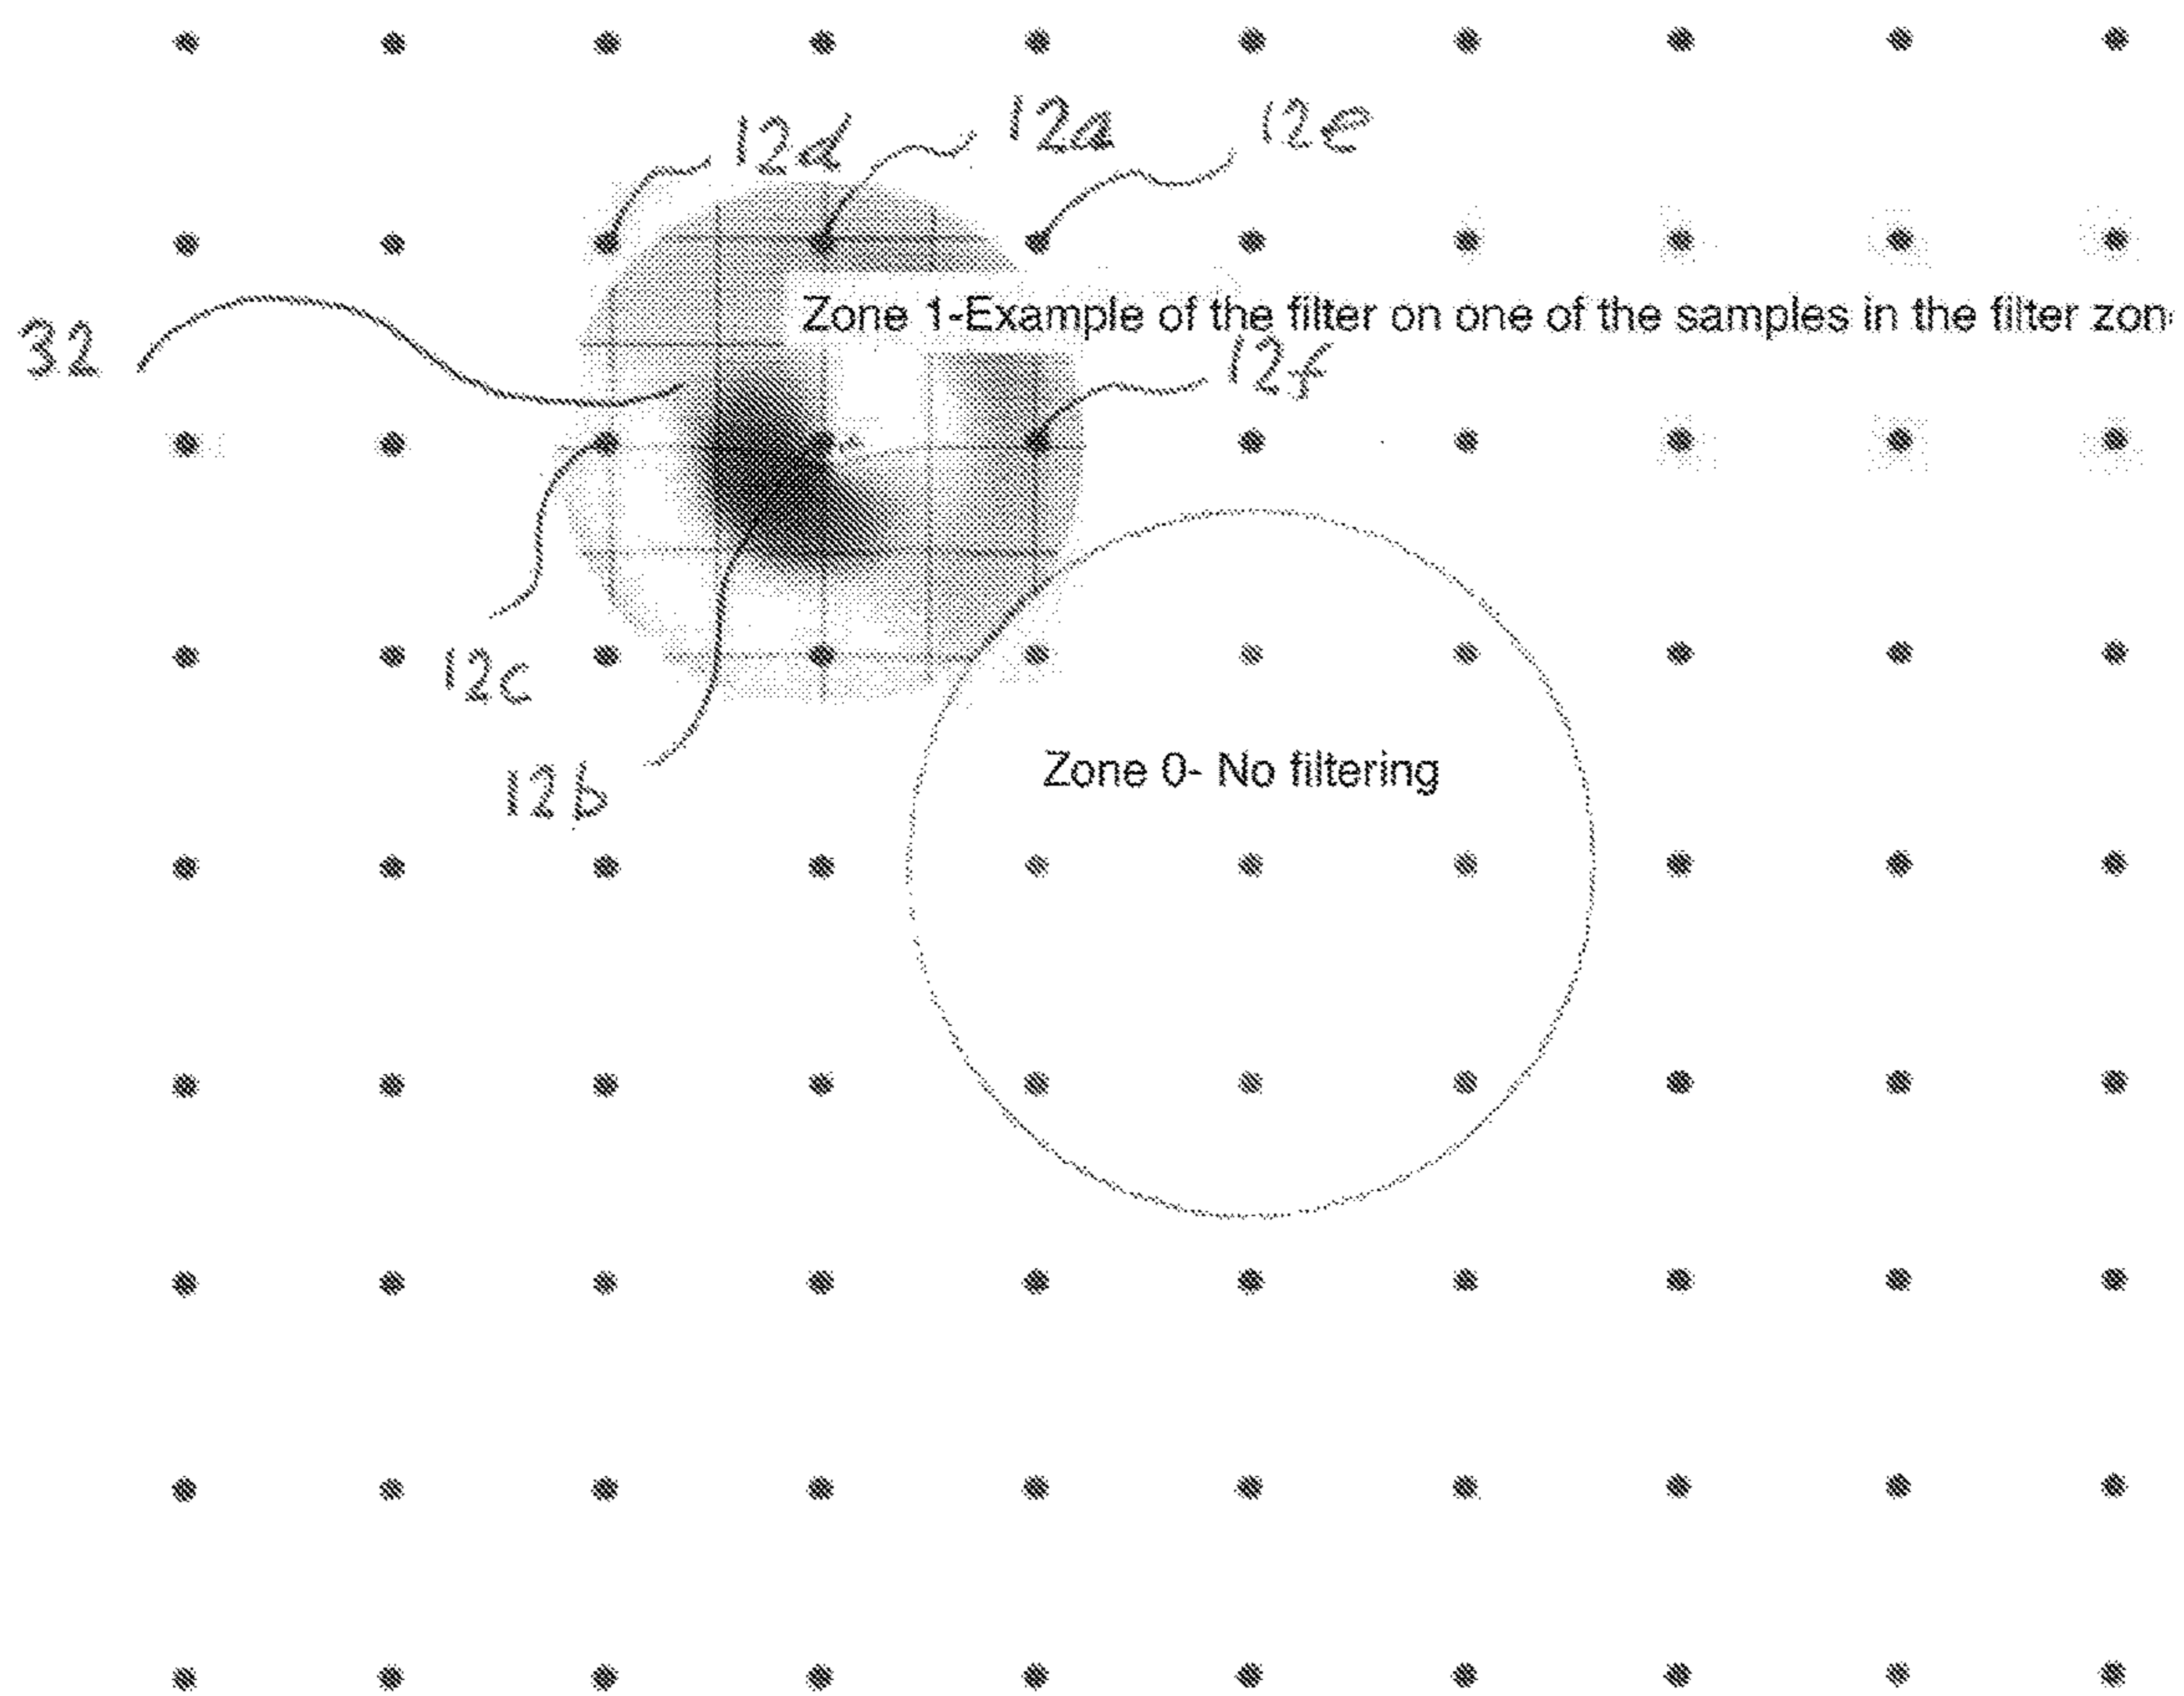 12d 12a 12e
Zone 1-Example of the filter on one of the samples in the filter zon
32
12f
12c
Zone 0- No filtering
12b